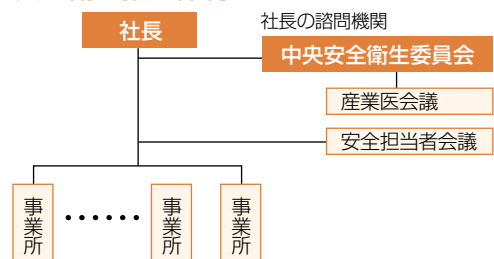 社長
社長の諮問機関
中央安全衛生委員会
産業医会議
安全担当者会議
事業所
‥‥‥
事業所
事業所